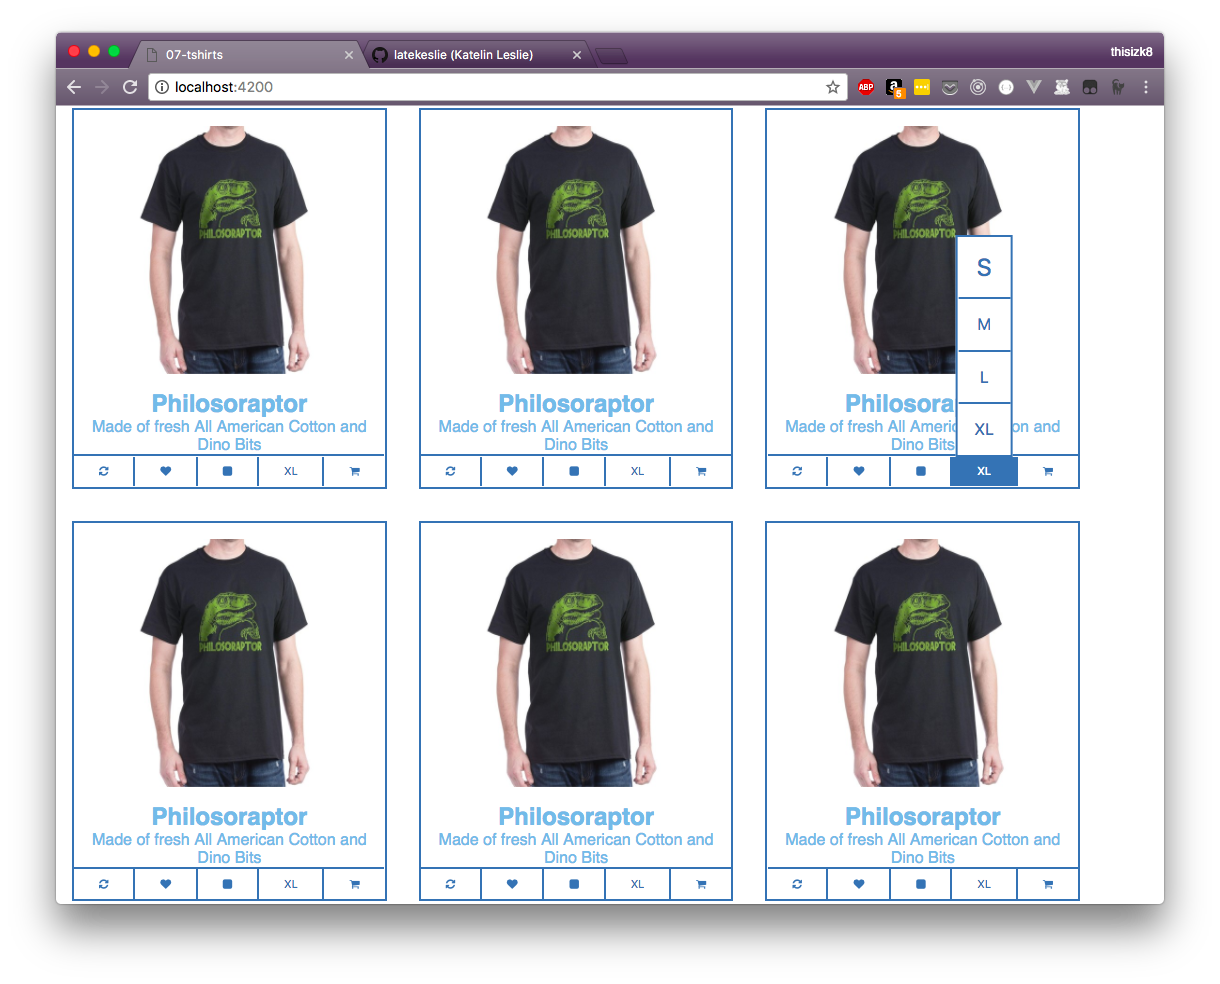 07-tshirts
latekeslie (Katelin Leslie)
thisizk8
localhost:4200
ABP
a
5
PHILOSORAPTOR
PHILOSORAPTOR
PHILOSORAPTOR
S
M
L
XL
Philosoraptor
Made of fresh All American Cotton and
Dino Bits
XL
Philosoraptor
Made of fresh All American Cotton and
Dino Bits
XL
Philosora
Made of fresh All American C on and
Dino Bits
XL
PHILOSORAPTOR
PHILOSORAPTOR
PHILOSORAPTOR
Philosoraptor
Made of fresh All American Cotton and
Dino Bits
XL
Philosoraptor
Made of fresh All American Cotton and
Dino Bits
XL
Philosoraptor
Made of fresh All American Cotton and
Dino Bits
XL